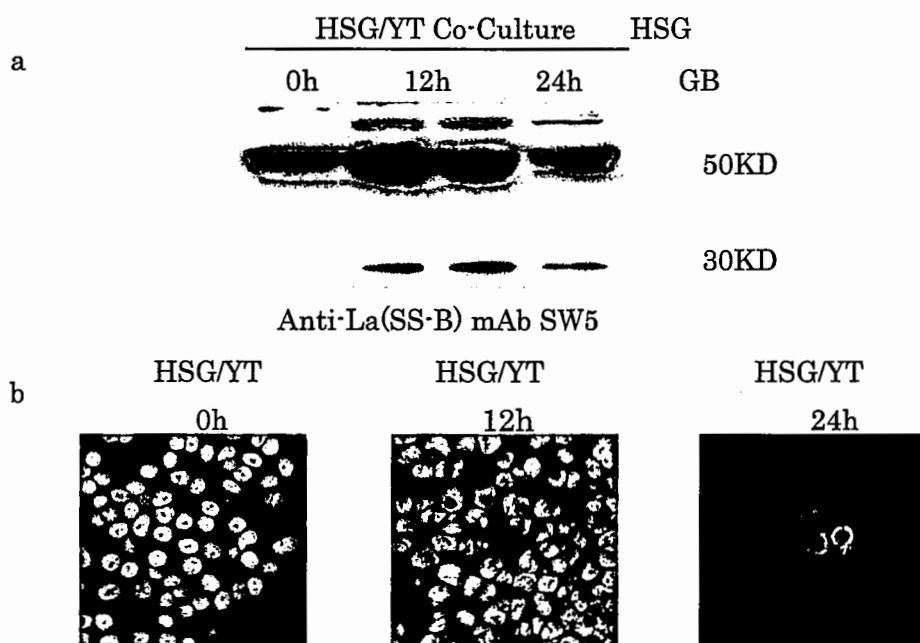 HSG/YT Co-Culture HSG
a
0h 12h 24h GB
50KD
30KD
Anti-La(SS-B) mAb SW5
HSG/YT HSG/YT HSG/YT
b
0h 12h 24h